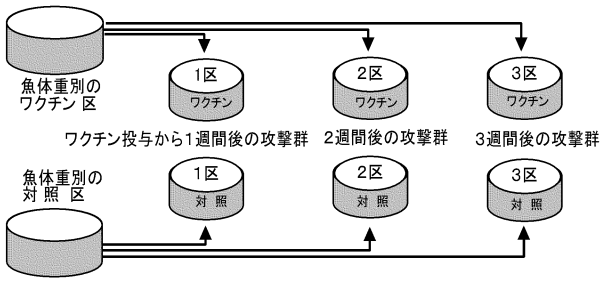 1区
ワクチン
2区
ワクチン
3区
ワクチン
魚体重別の
ワクチン 区
ワクチン投与から1週間後の攻撃群
2週間後の攻撃群
3週間後の攻撃群
魚体重別の
対 照 区
1区
対 照
2区
対 照
3区
対 照